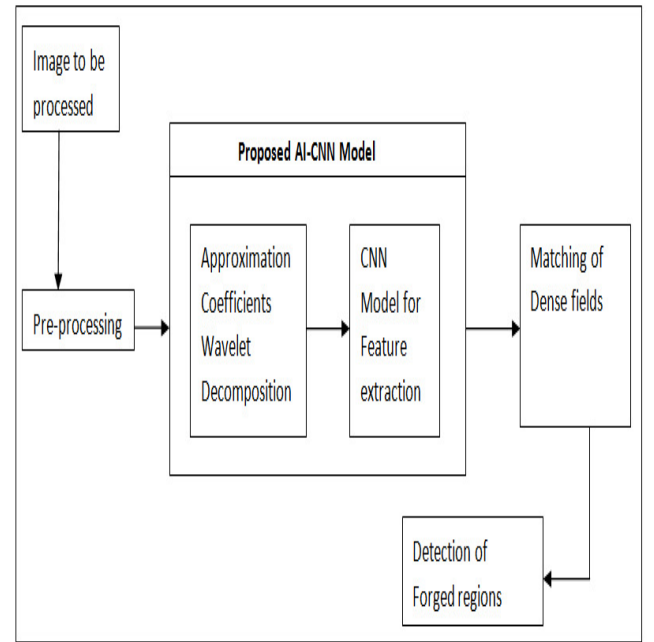 Image to be
processed
Pre-processing
Proposed AI-CNN Model
Approximation
Coefficients
Wavelet
Decomposition
CNN
Model for
Feature
extraction
Matching of
Dense fields
Detection of
Forged regions